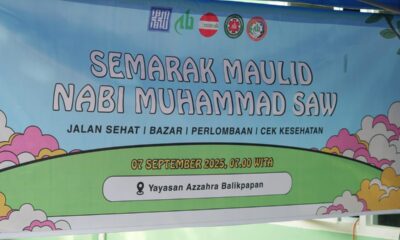 SEMARAK MAULID
NABI MUHAMMAD SAW
JALAN SEHAT | BAZAR | PERLOMBAAN | CEK KESEHATAN
07 SEPTEMBER 2025, 07.00 WITA
Yayasan Azzahra Balikpapan